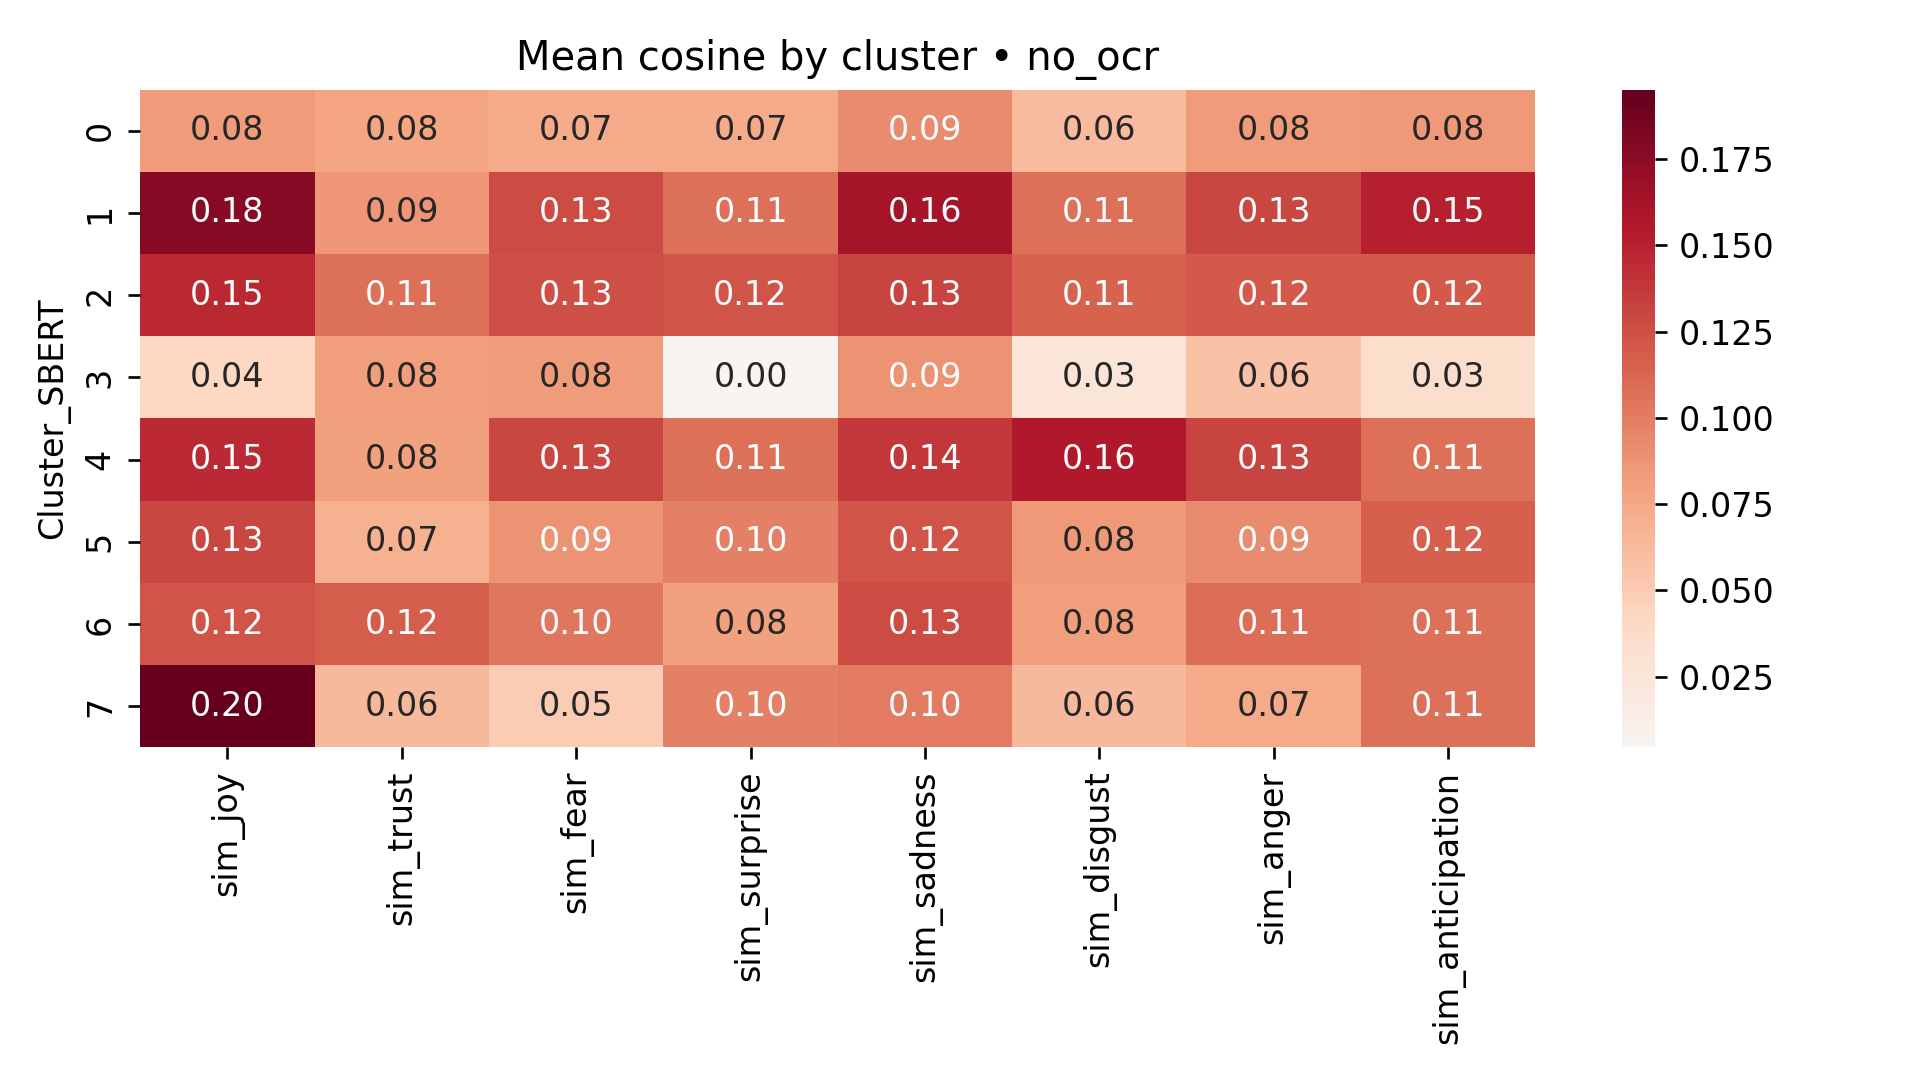 Mean cosine by cluster • no_ocr
Cluster_SBERT
0 0.08 0.08 0.07 0.07 0.09 0.06 0.08 0.08
1 0.18 0.09 0.13 0.11 0.16 0.11 0.13 0.15
2 0.15 0.11 0.13 0.12 0.13 0.11 0.12 0.12
3 0.04 0.08 0.08 0.00 0.09 0.03 0.06 0.03
4 0.15 0.08 0.13 0.11 0.14 0.16 0.13 0.11
5 0.13 0.07 0.09 0.10 0.12 0.08 0.09 0.12
6 0.12 0.12 0.10 0.08 0.13 0.08 0.11 0.11
7 0.20 0.06 0.05 0.10 0.10 0.06 0.07 0.11
sim_joy sim_trust sim_fear sim_surprise sim_sadness sim_disgust sim_anger sim_anticipation
0.175
0.150
0.125
0.100
0.075
0.050
0.025